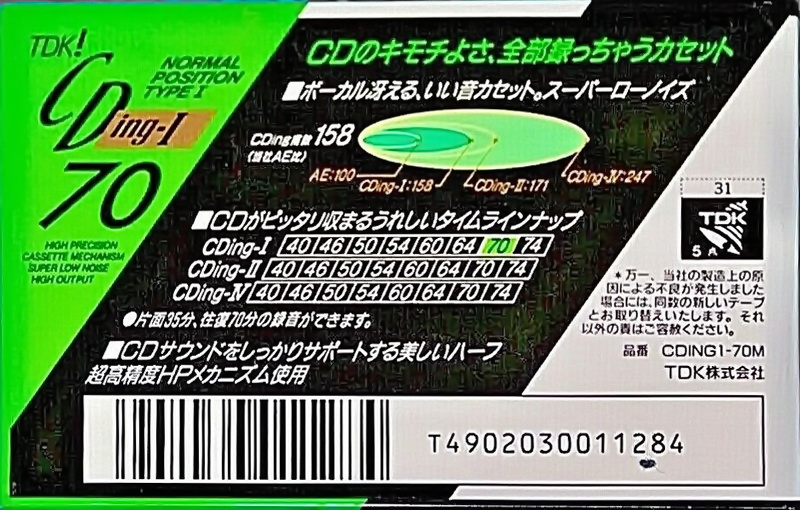 TDK!
CDing-I
70
NORMAL
POSITION
TYPE I
HIGH PRECISION
CASSETTE MECHANISM
SUPER LOW NOISE
HIGH OUTPUT
CDのキモチよさ、全部録っちゃうカセット
■ボーカル冴える、いい音カセット。スーパーローノイズ
CDing指数 158
(当社AE比)
AE:100
CDing-I:158
CDing-II:171
CDing-IV:247
■CDがピッタリ収まるうれしいタイムラインナップ
CDing-I 40 46 50 54 60 64 70 74
CDing-II 40 46 50 54 60 64 70 74
CDing-IV 40 46 50 54 60 64 70 74
●片面35分、往復70分の録音ができます。
■CDサウンドをしっかりサポートする美しいハーフ
超高精度HPメカニズム使用
31
TDK
5点
*万一、当社の製造上の原
因による不良が発生しました
場合には、同数の新しいテープ
とお取り替えいたします。それ
以外の責はご容赦ください。
品番 CDING1-70M
TDK株式会社
T4902030011284